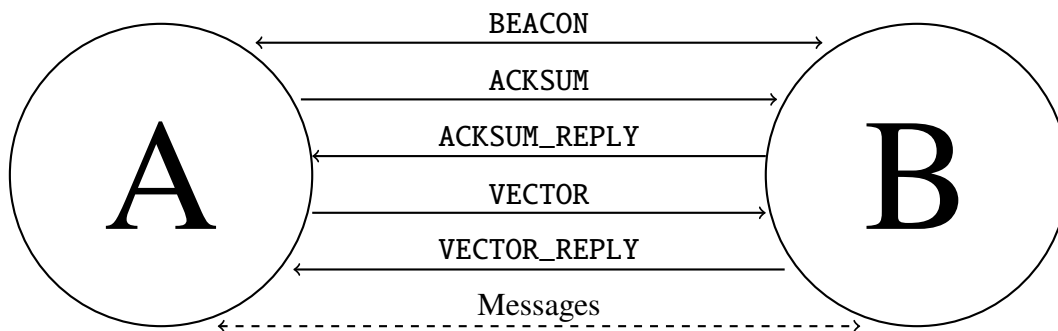 BEACON
ACKSUM
ACKSUM_REPLY
A
B
VECTOR
VECTOR_REPLY
Messages